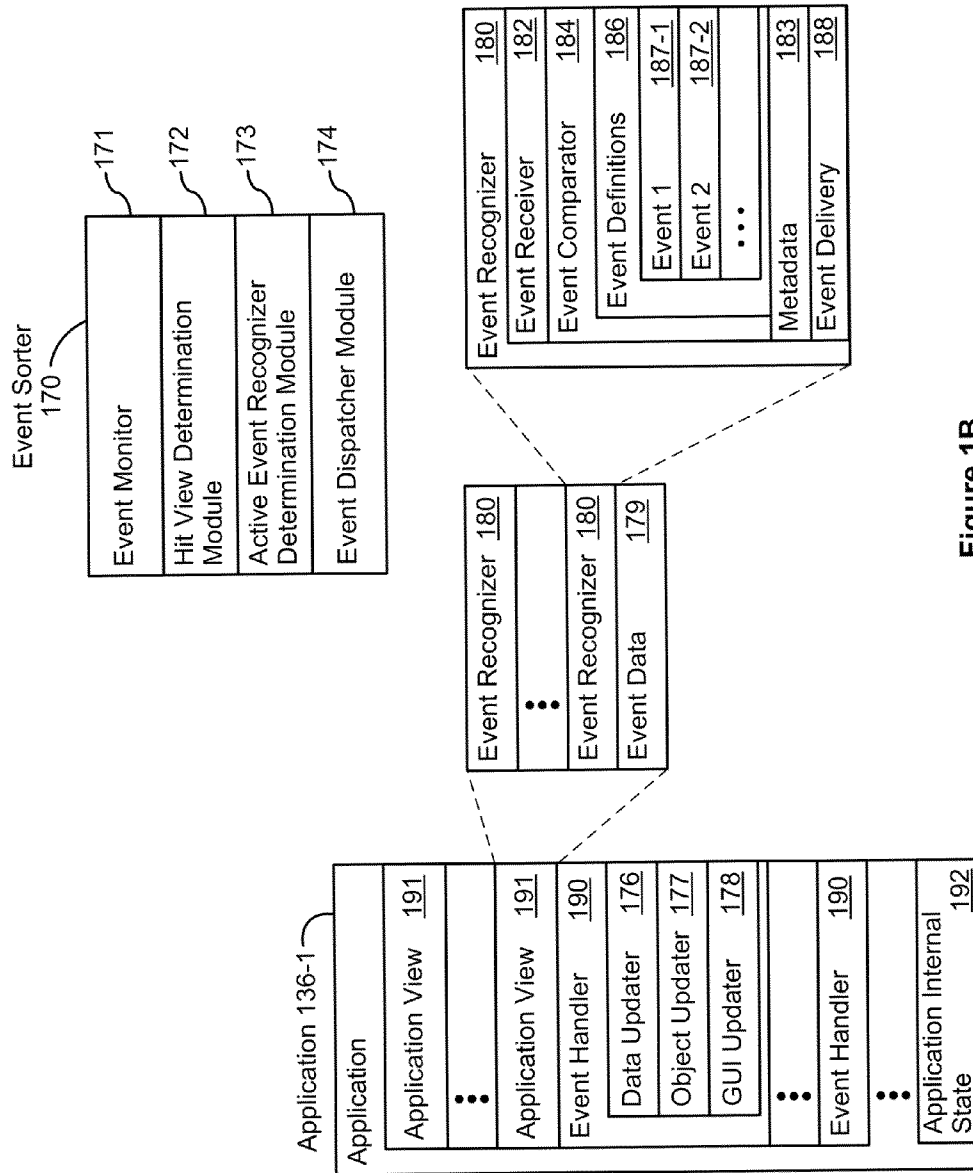 Event Sorter
170
Event Monitor
171
Hit View Determination
Module
172
Active Event Recognizer
Determination Module
173
Event Dispatcher Module
174
Application 136-1
Application
Application View 191
•••
Application View 191
Event Handler 190
Data Updater 176
Object Updater 177
GUI Updater 178
•••
Event Handler 190
•••
Application Internal
State 192
Event Recognizer 180
•••
Event Recognizer 180
Event Data 179
Event Recognizer 180
Event Receiver 182
Event Comparator 184
Event Definitions 186
Event 1 187-1
Event 2 187-2
•••
Metadata 183
Event Delivery 188
Figure 1B